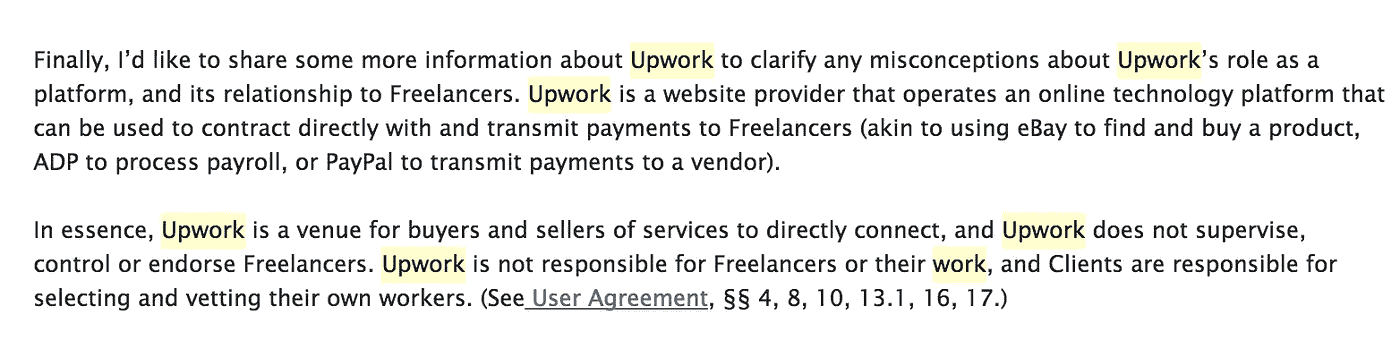 Finally, I’d like to share some more information about Upwork to clarify any misconceptions about Upwork’s role as a
platform, and its relationship to Freelancers. Upwork is a website provider that operates an online technology platform that
can be used to contract directly with and transmit payments to Freelancers (akin to using eBay to find and buy a product,
ADP to process payroll, or PayPal to transmit payments to a vendor).
In essence, Upwork is a venue for buyers and sellers of services to directly connect, and Upwork does not supervise,
control or endorse Freelancers. Upwork is not responsible for Freelancers or their work, and Clients are responsible for
selecting and vetting their own workers. (See User Agreement, §§ 4, 8, 10, 13.1, 16, 17.)